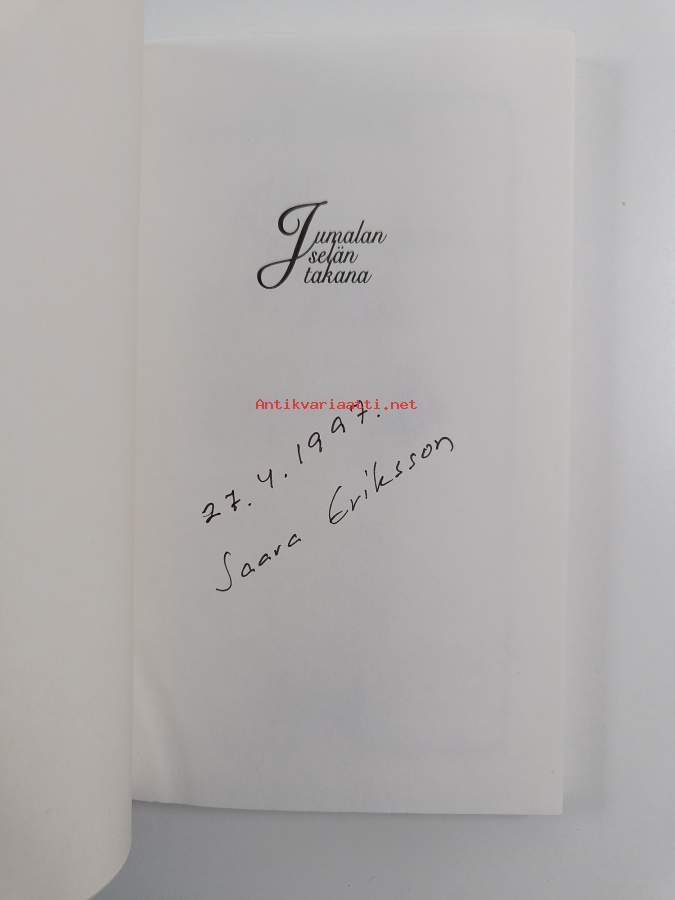 Jumalan
selän
takana
Antikvariaatti.net
27.4.1997.
Saara Eriksson